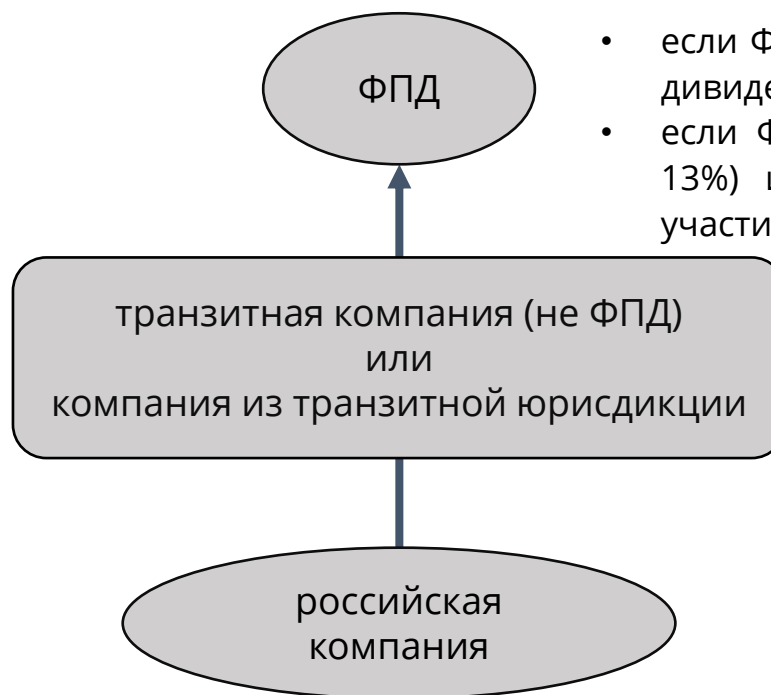 ФПД
• если
• если
13%)
транзитная компания (не ФПД)
или
компания из транзитной юрисдикции
российская
компания